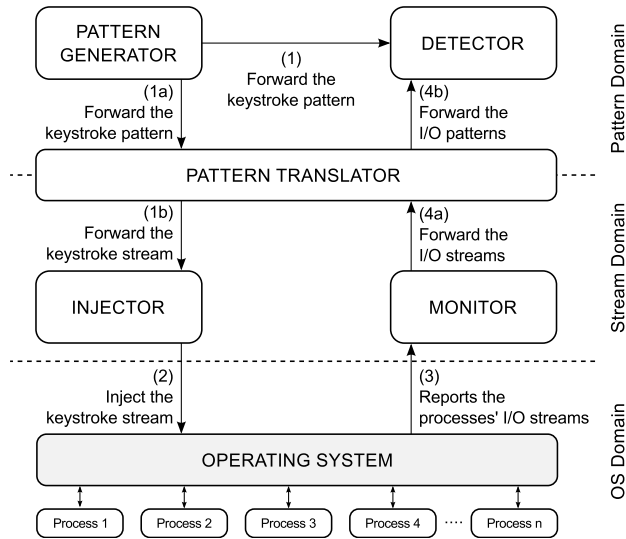 PATTERN
GENERATOR
DETECTOR
(1)
Forward the
keystroke pattern
(1a)
Forward the
keystroke pattern
(4b)
Forward the
I/O patterns
Pattern Domain
PATTERN TRANSLATOR
(1b)
Forward the
keystroke stream
(4a)
Forward the
I/O streams
Stream Domain
INJECTOR
MONITOR
(2)
Inject the
keystroke stream
(3)
Reports the
processes' I/O streams
OS Domain
OPERATING SYSTEM
Process 1
Process 2
Process 3
Process 4
....
Process n